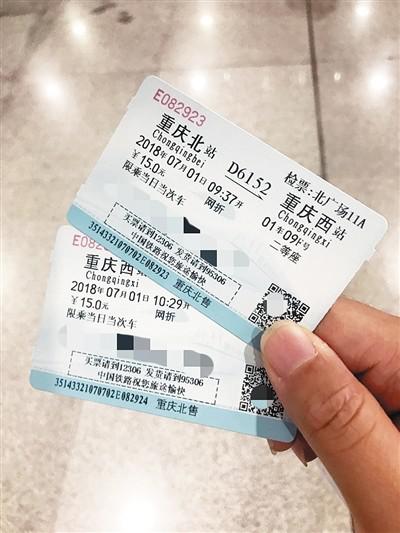 E082923
检票:北广场11A
重庆北站 D6152 重庆西站
Chongqingbei Chongqingxi
2018年07月01日 09:37开 01车09F号
¥15.0元 网折 二等座
限乘当日当次车
买票请到12306 发货请到95306
中国铁路祝您旅途愉快
35143321070702E082923 重庆北售
E082
重庆西
Chongqingxi
2018年07月01日 10:29开
¥15.0元 网折
限乘当日当次车
买票请到12306 发货请到95306
中国铁路祝您旅途愉快
35143321070702E082924 重庆北售